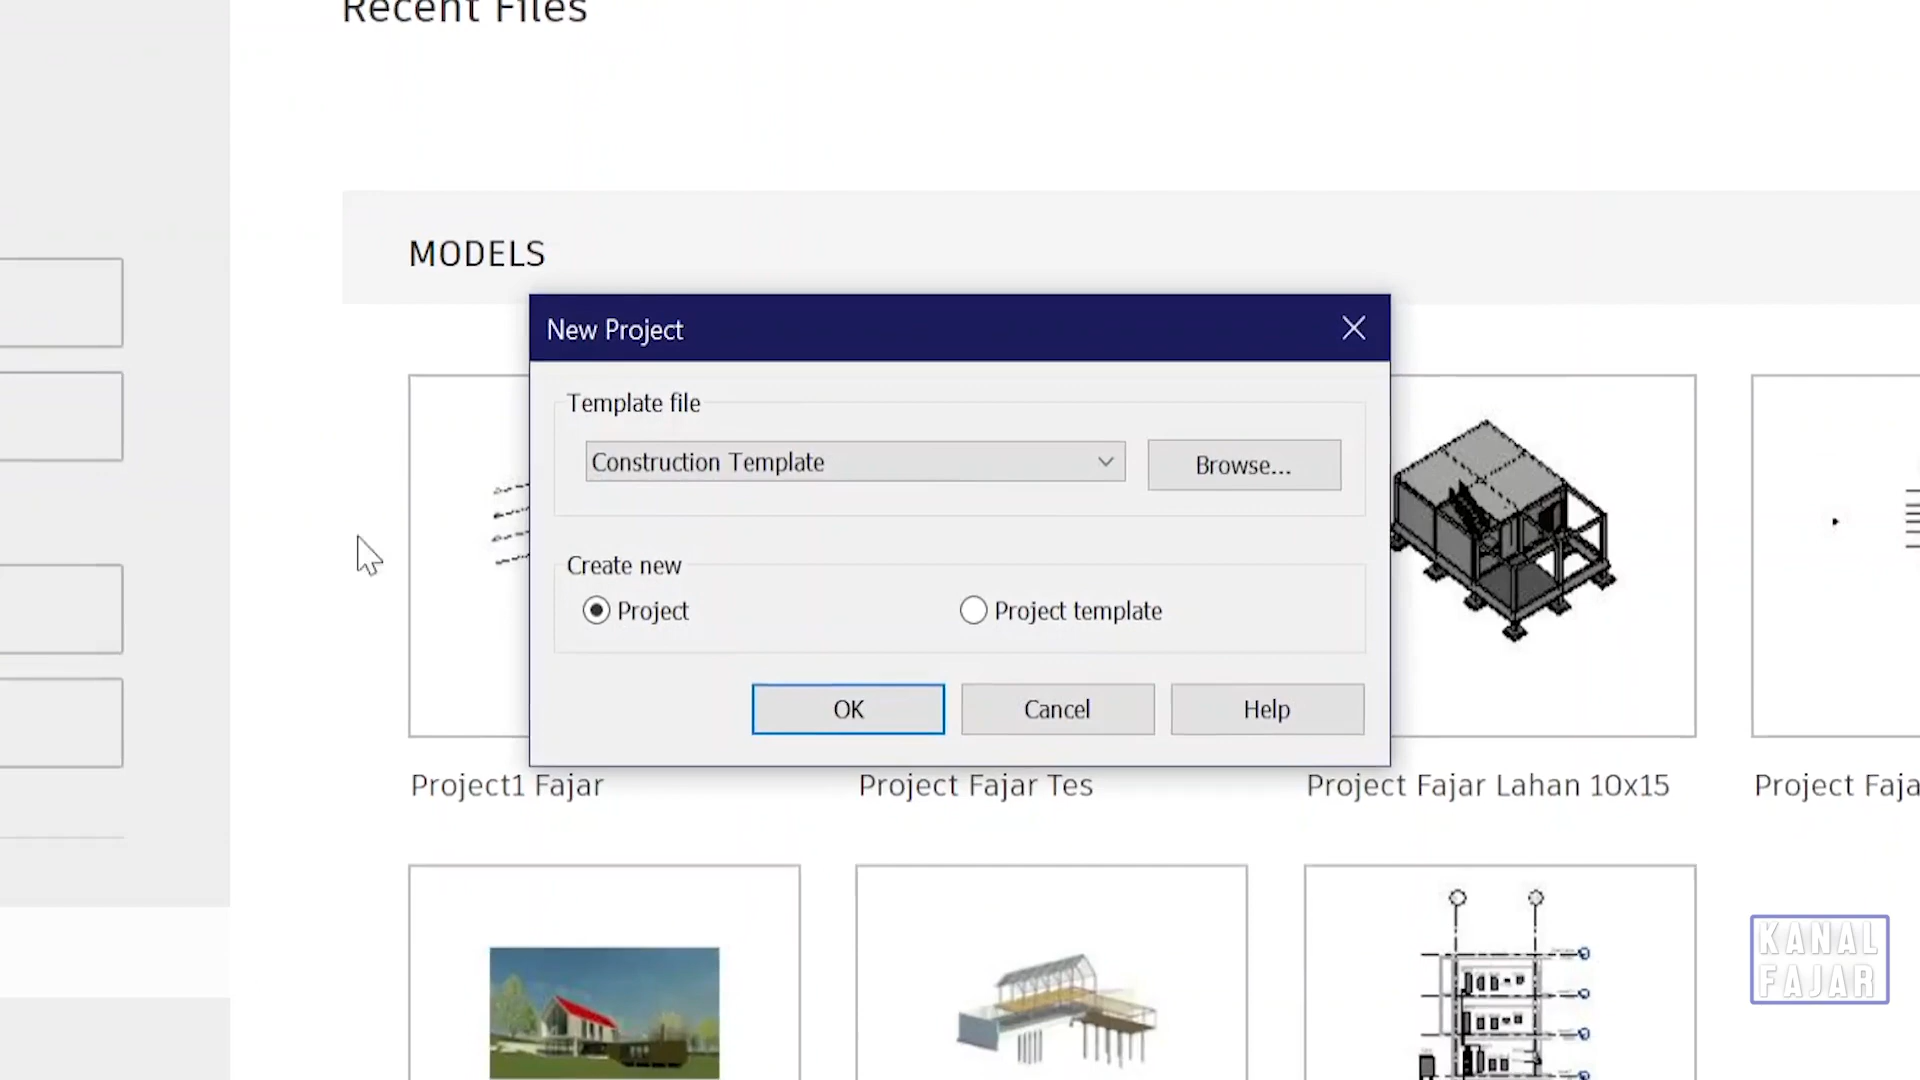 Recent Files
MODELS
New Project
Template file
Construction Template
Browse...
Create new
Project
Project template
OK
Cancel
Help
Project1 Fajar
Project Fajar Tes
Project Fajar Lahan 10x15
Project Faja
KANAL
FAJAR